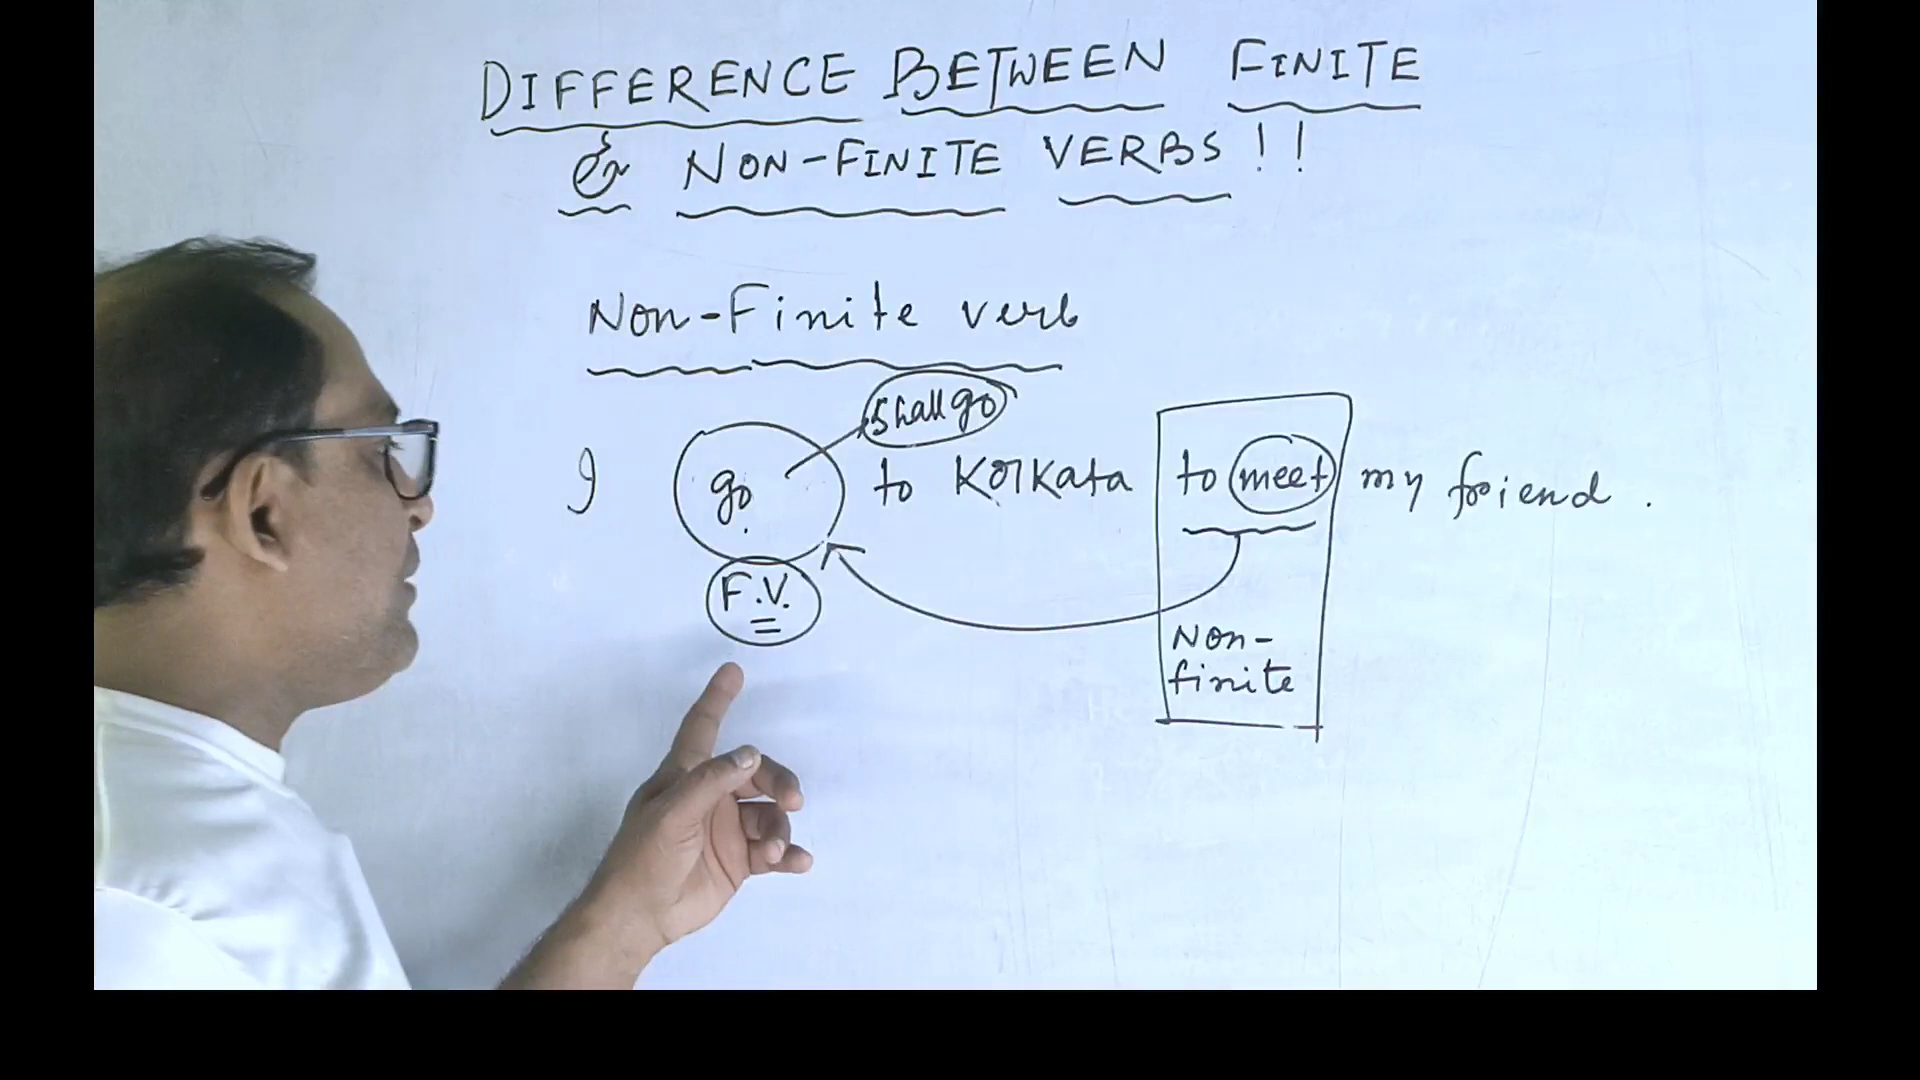 DIFFERENCE BETWEEN FINITE
& NON-FINITE VERBS!!
Non-Finite verb
shall go
I go to Kolkata to meet my friend.
F.V.
Non-
finite